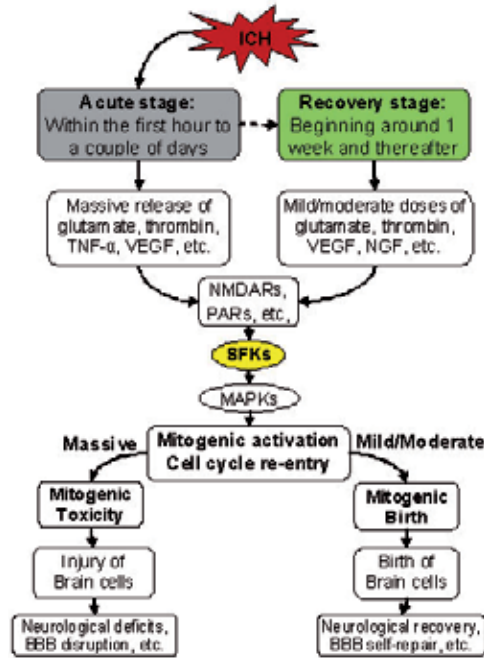 ICH
Acute stage:
Within the first hour to
a couple of days
Recovery stage:
Beginning around 1
week and thereafter
Massive release of
glutamate, thrombin,
TNF-α, VEGF, etc.
Mild/moderate doses of
glutamate, thrombin,
VEGF, NGF, etc.
NMDARs,
PARs, etc,
SFKs
MAPKs
Massive
Mitogenic activation
Cell cycle re-entry
Mild/Moderate
Mitogenic
Toxicity
Mitogenic
Birth
Injury of
Brain cells
Birth of
Brain cells
Neurological deficits,
BBB disruption, etc.
Neurological recovery,
BBB self-repair, etc.